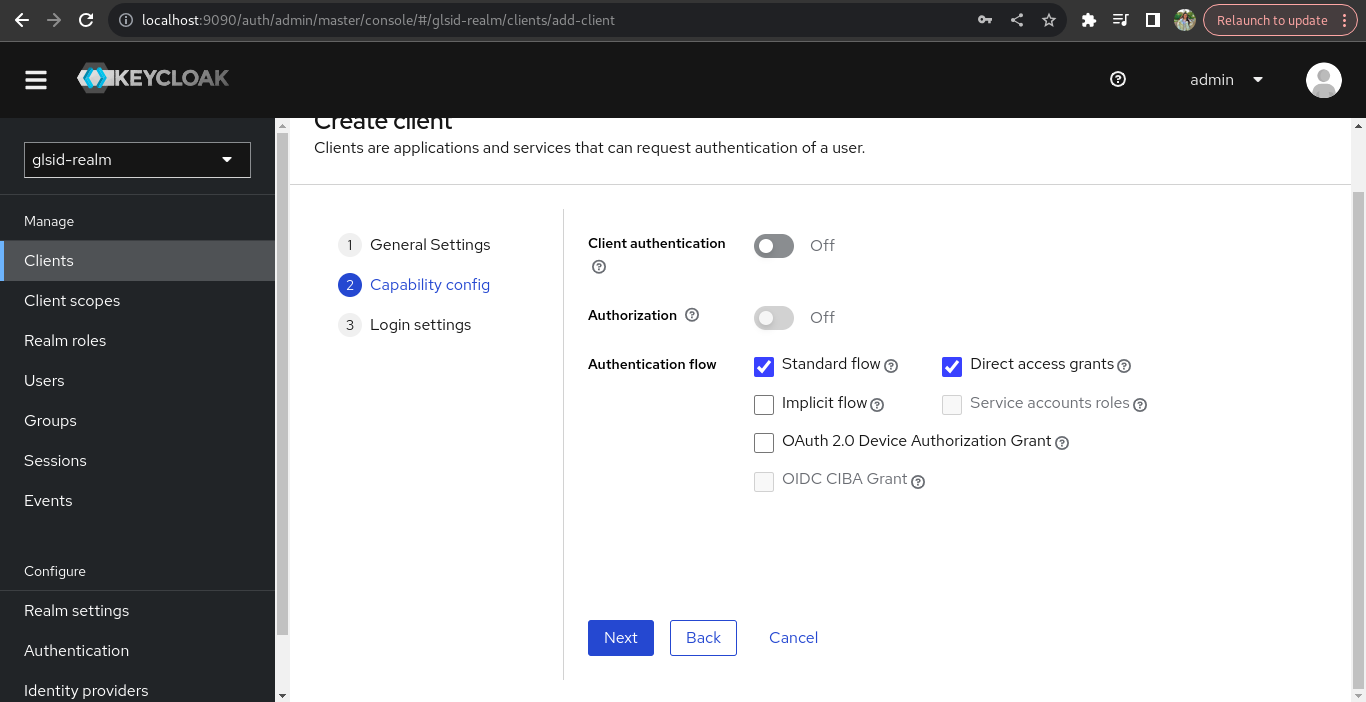 localhost:9090/auth/admin/master/console/#/glsid-realm/clients/add-client
Relaunch to update
KEYCLOAK
admin
glsid-realm
Manage
Clients
Client scopes
Realm roles
Users
Groups
Sessions
Events
Configure
Realm settings
Authentication
Identity providers
Create client
Clients are applications and services that can request authentication of a user.
1 General Settings
2 Capability config
3 Login settings
Client authentication
Off
Authorization
Off
Authentication flow
Standard flow
Direct access grants
Implicit flow
Service accounts roles
OAuth 2.0 Device Authorization Grant
OIDC CIBA Grant
Next
Back
Cancel